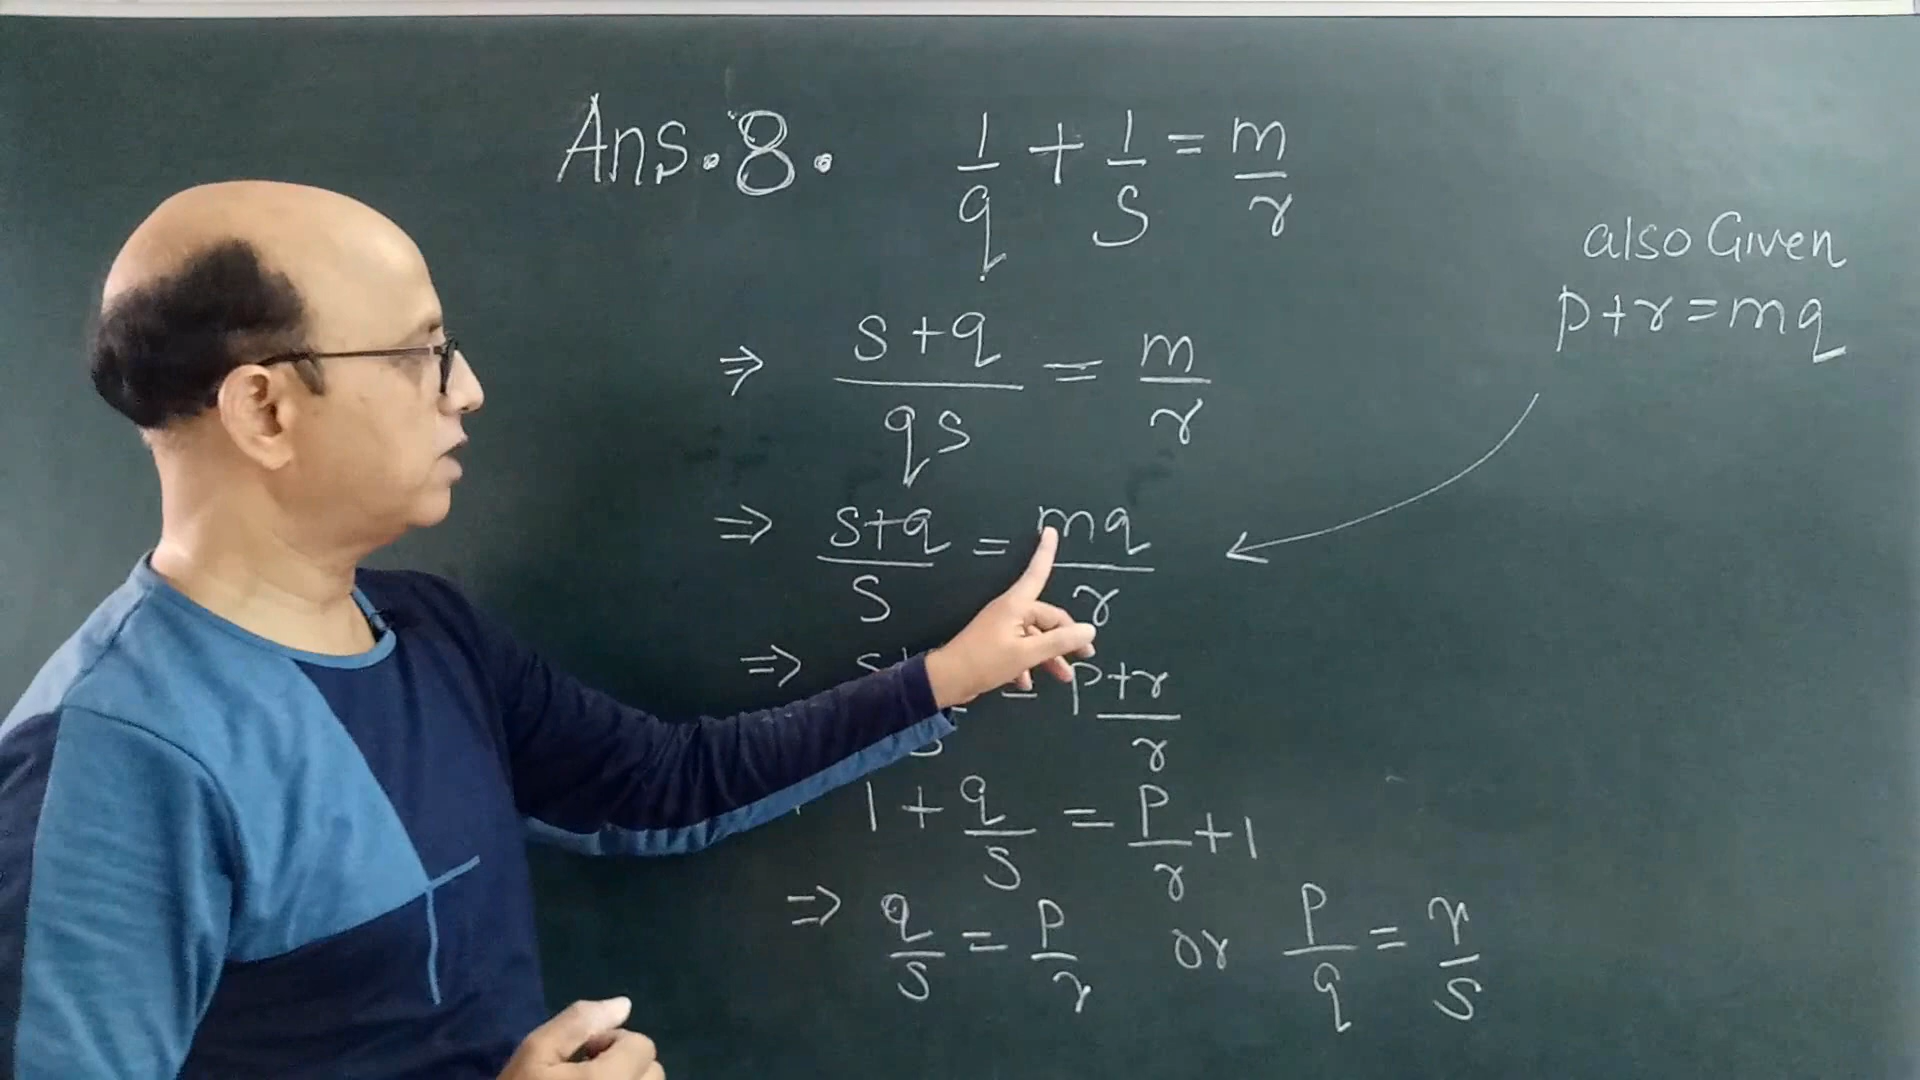 Ans. 8. 1/q + 1/s = m/r
also Given
p+r = mq
⇒ s+q/qs = m/r
⇒ s+q/s = mq/r
⇒ s+ /s = p+r/r
1 + q/s = p/r + 1
⇒ q/s = p/r or p/q = r/s